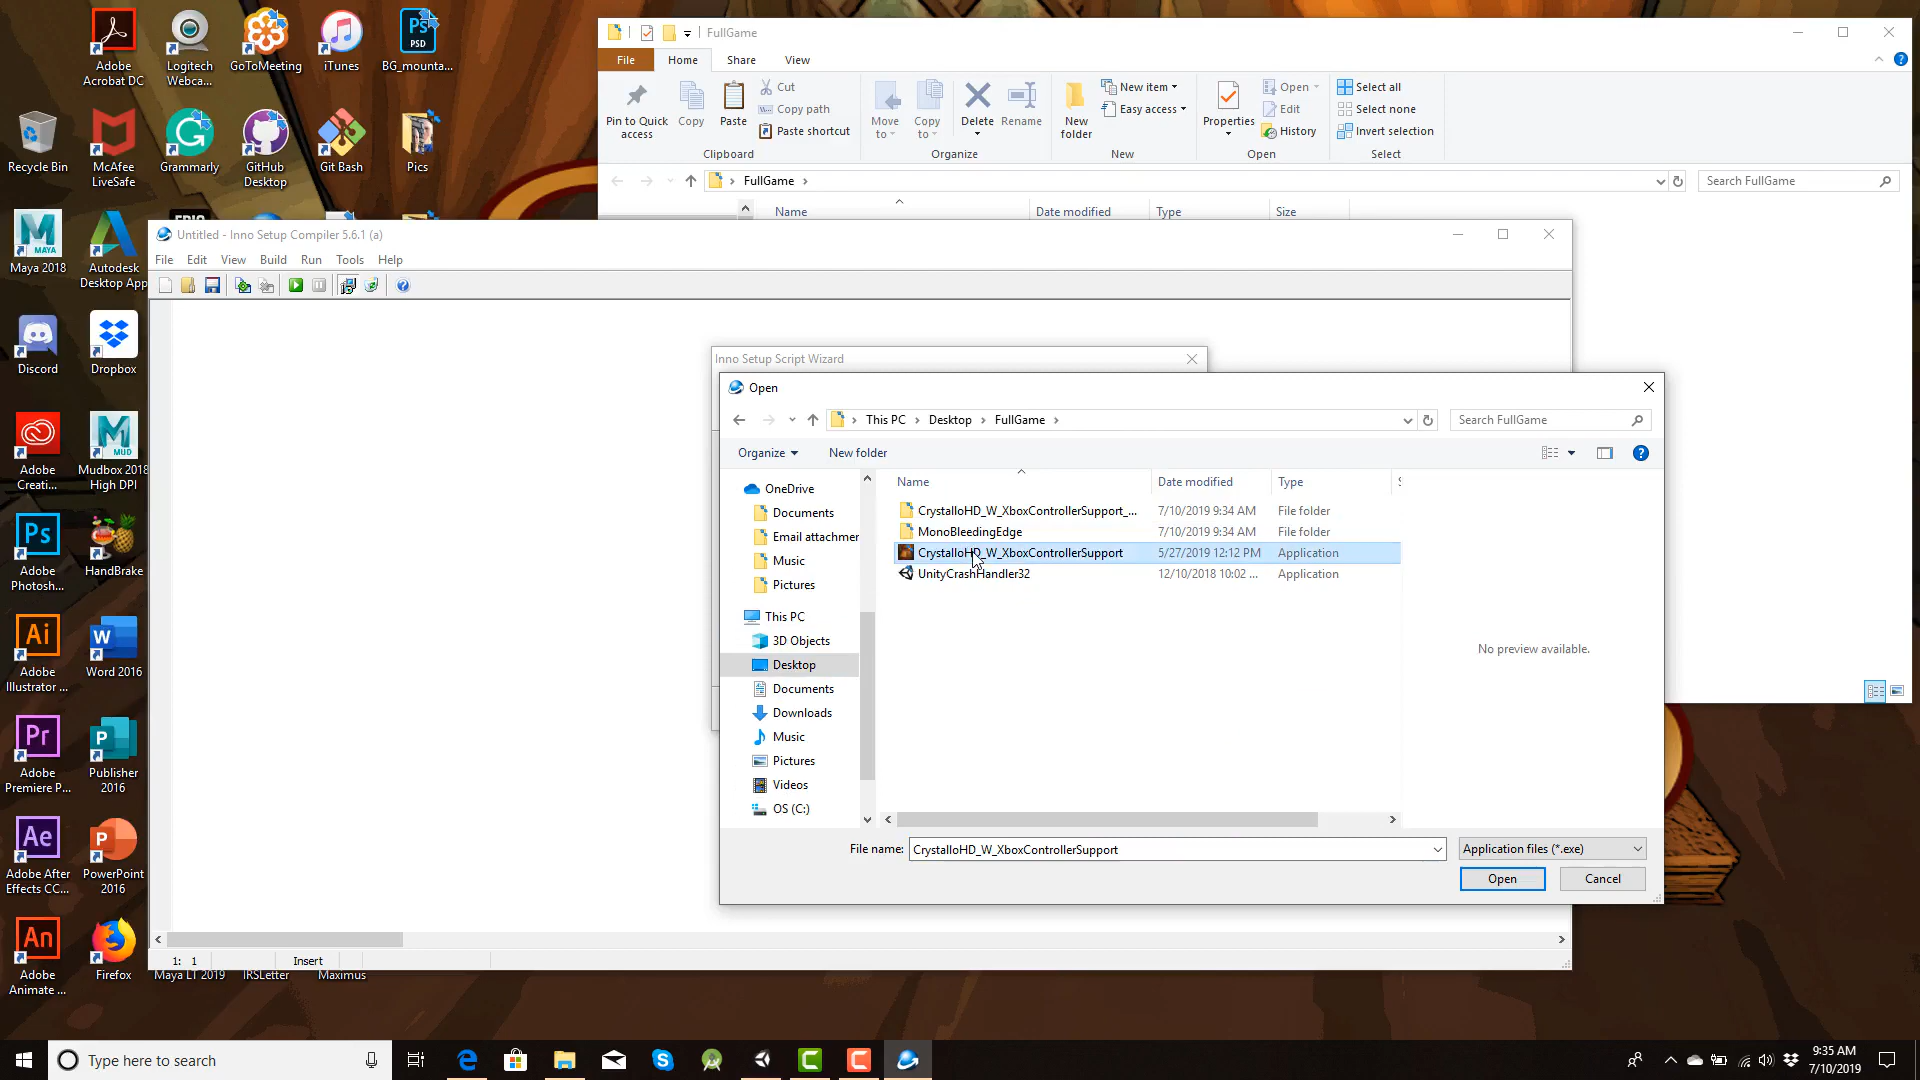 Adobe Acrobat DC
Logitech Webca...
GoToMeeting
iTunes
BG_mounta...
Recycle Bin
McAfee LiveSafe
Grammarly
GitHub Desktop
Git Bash
Pics
Maya 2018
Autodesk Desktop App
Discord
Dropbox
Adobe Creati...
Mudbox 2018 High DPI
Adobe Photosh...
HandBrake
Adobe Illustrator ...
Word 2016
Adobe Premiere P...
Publisher 2016
Adobe After Effects CC...
PowerPoint 2016
Adobe Animate ...
Firefox
Maya LT 2019
IRSLetter
Maximus
FullGame
File Home Share View
Pin to Quick access
Copy
Paste
Cut
Copy path
Paste shortcut
Clipboard
Move to
Copy to
Delete
Rename
Organize
New folder
New item
Easy access
New
Properties
Open
Edit
History
Open
Select all
Select none
Invert selection
Select
FullGame
Search FullGame
Name Date modified Type Size
Untitled - Inno Setup Compiler 5.6.1 (a)
File Edit View Build Run Tools Help
Inno Setup Script Wizard
Open
This PC Desktop FullGame
Search FullGame
Organize New folder
OneDrive
Documents
Email attachmer
Music
Pictures
This PC
3D Objects
Desktop
Documents
Downloads
Music
Pictures
Videos
OS (C:)
Name Date modified Type
CrystalloHD_W_XboxControllerSupport_... 7/10/2019 9:34 AM File folder
MonoBleedingEdge 7/10/2019 9:34 AM File folder
CrystalloHD_W_XboxControllerSupport 5/27/2019 12:12 PM Application
UnityCrashHandler32 12/10/2018 10:02 ... Application
No preview available.
File name: CrystalloHD_W_XboxControllerSupport
Application files (*.exe)
Open Cancel
1: 1 Insert
Type here to search
9:35 AM
7/10/2019